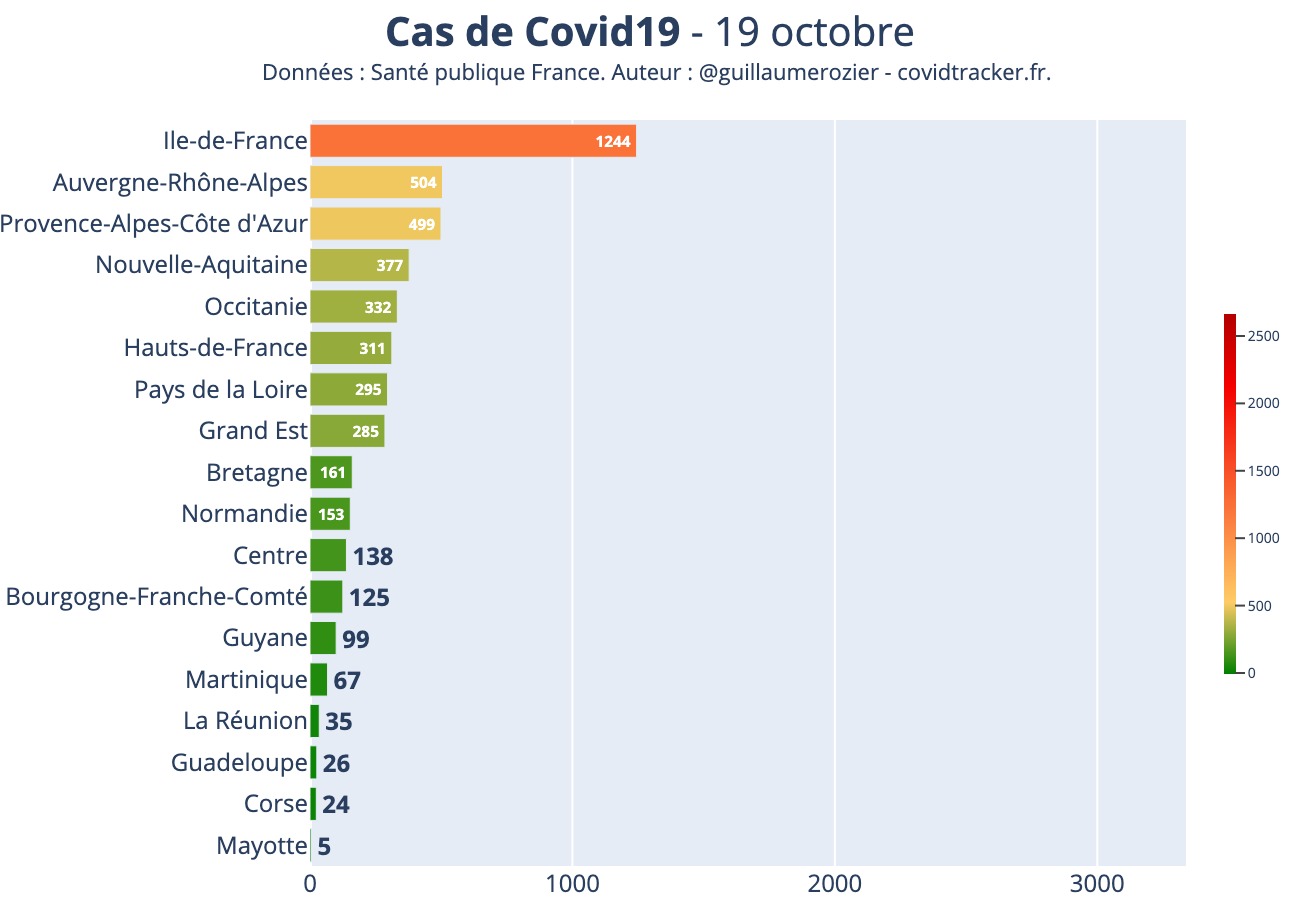 Cas de Covid19 - 19 octobre
Données : Santé publique France. Auteur : @guillaumerozier - covidtracker.fr.
Ile-de-France 1244
Auvergne-Rhône-Alpes 504
Provence-Alpes-Côte d'Azur 499
Nouvelle-Aquitaine 377
Occitanie 332
Hauts-de-France 311
Pays de la Loire 295
Grand Est 285
Bretagne 161
Normandie 153
Centre 138
Bourgogne-Franche-Comté 125
Guyane 99
Martinique 67
La Réunion 35
Guadeloupe 26
Corse 24
Mayotte 5
0 1000 2000 3000
2500
2000
1500
1000
500
0